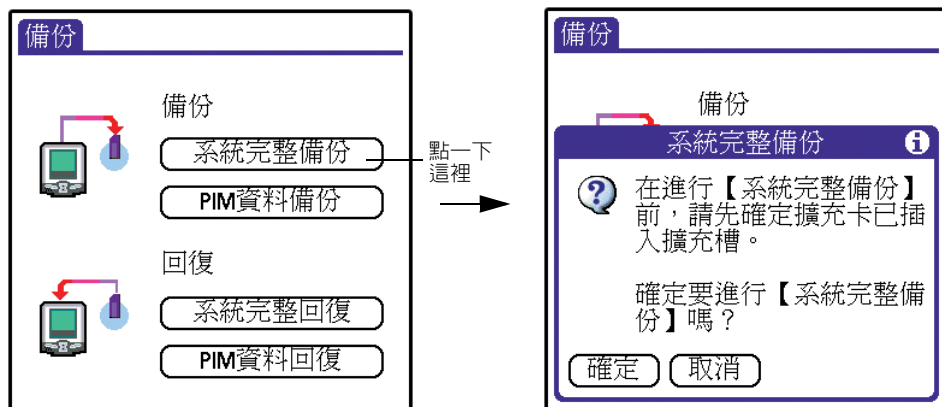 備份
備份
系統完整備份
PIM資料備份
回復
系統完整回復
PIM資料回復
點一下
這裡
備份
備份
系統完整備份
在進行【系統完整備份】
前，請先確定擴充卡已插
入擴充槽。
確定要進行【系統完整備
份】嗎？
確定
取消